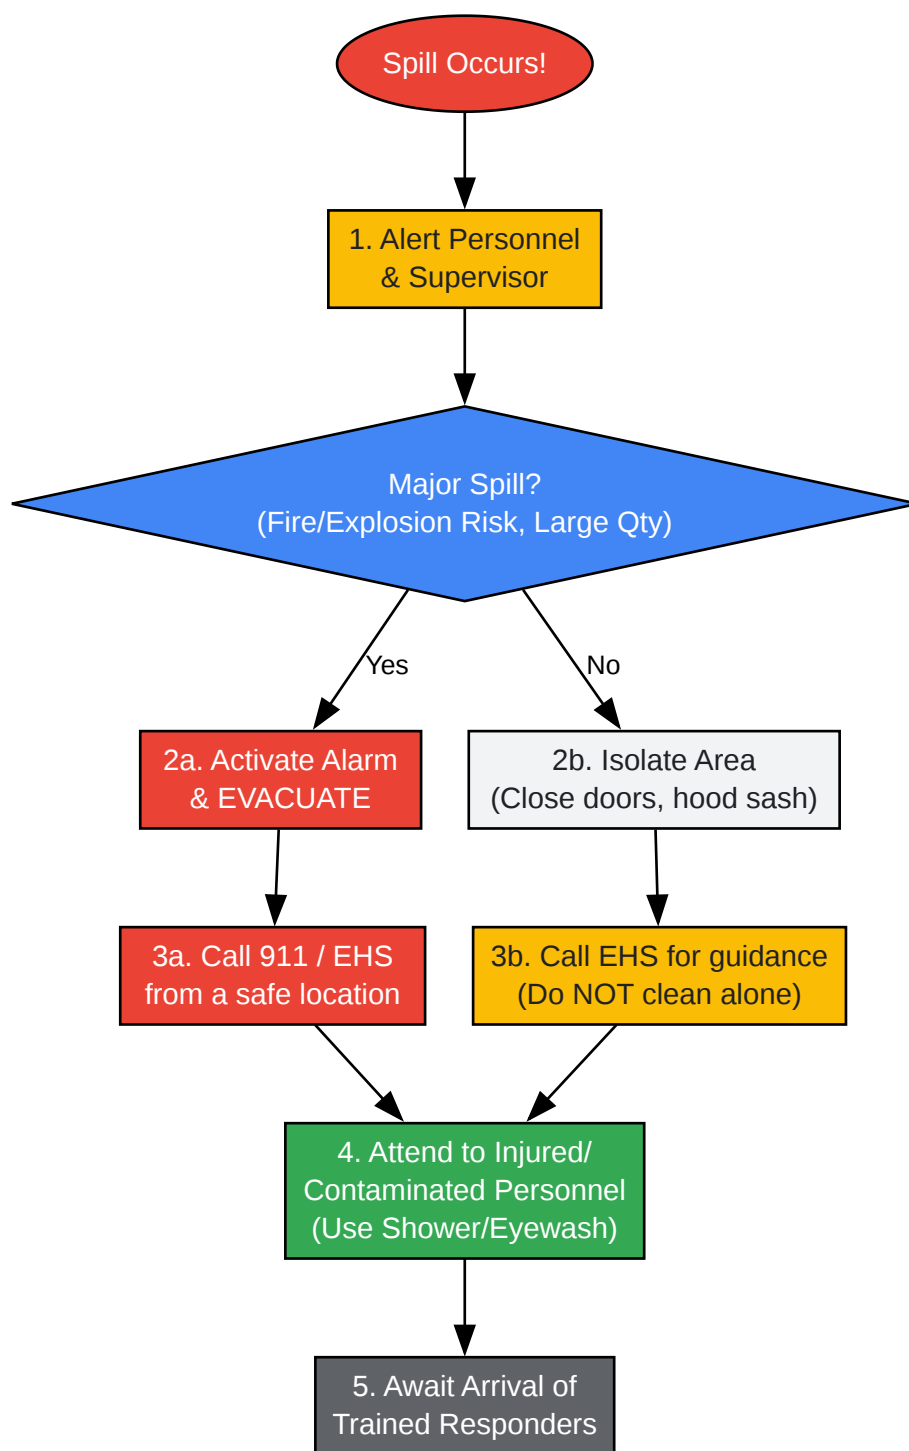 Spill Occurs!
1. Alert Personnel
& Supervisor
Major Spill?
(Fire/Explosion Risk, Large Qty)
Yes
No
2a. Activate Alarm
& EVACUATE
2b. Isolate Area
(Close doors, hood sash)
3a. Call 911 / EHS
from a safe location
3b. Call EHS for guidance
(Do NOT clean alone)
4. Attend to Injured/
Contaminated Personnel
(Use Shower/Eyewash)
5. Await Arrival of
Trained Responders